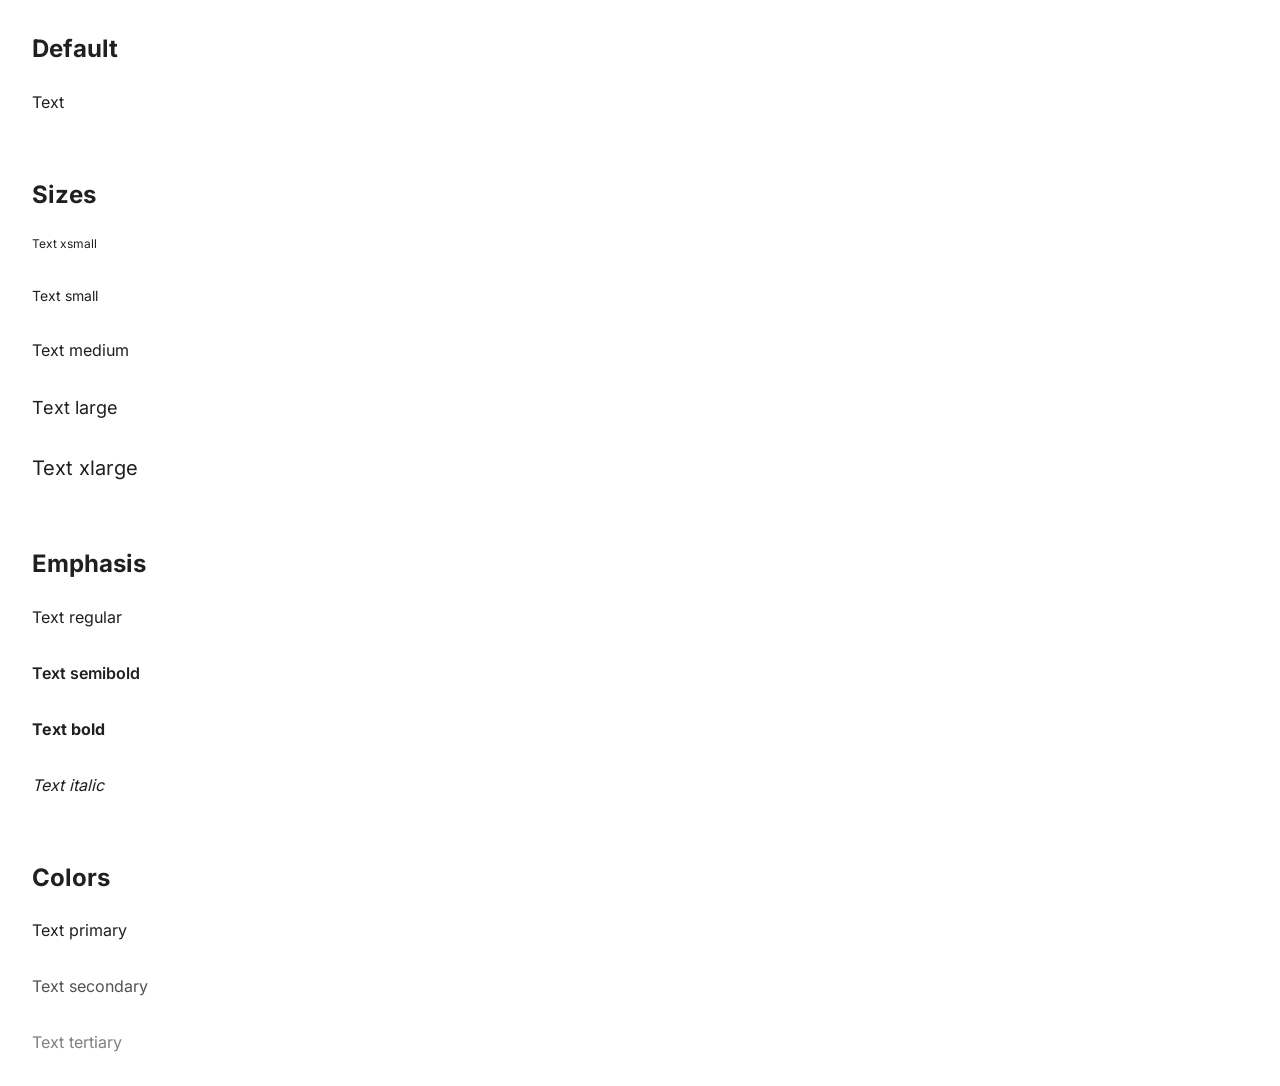 Default
Text
Sizes
Text xsmall
Text small
Text medium
Text large
Text xlarge
Emphasis
Text regular
Text semibold
Text bold
Text italic
Colors
Text primary
Text secondary
Text tertiary